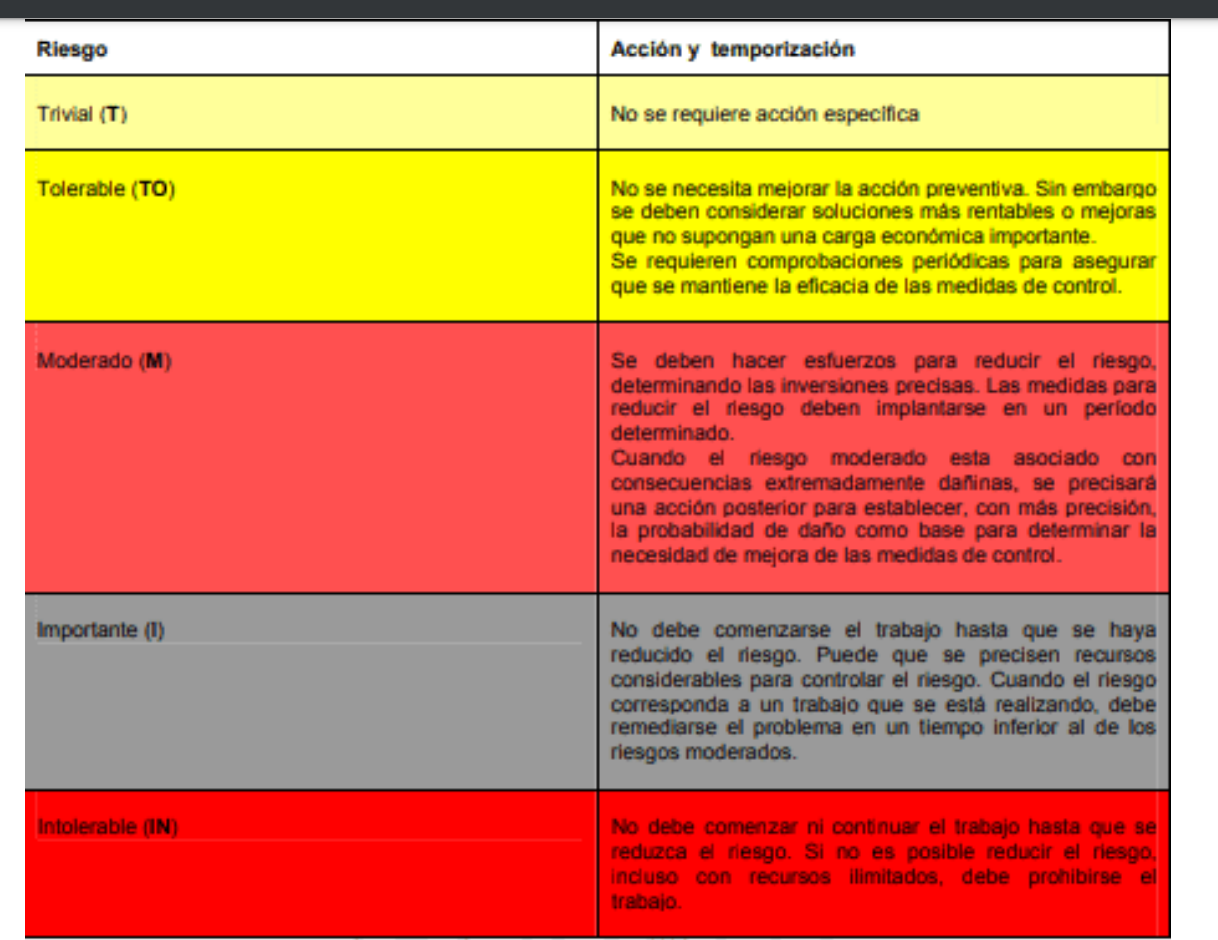 Riesgo
Acción y temporización
Trivial (T)
No se requiere acción específica
Tolerable (TO)
No se necesita mejorar la acción preventiva. Sin embargo
se deben considerar soluciones más rentables o mejoras
que no supongan una carga económica importante.
Se requieren comprobaciones periódicas para asegurar
que se mantiene la eficacia de las medidas de control.
Moderado (M)
Se deben hacer esfuerzos para reducir el riesgo,
determinando las inversiones precisas. Las medidas para
reducir el riesgo deben implantarse en un período
determinado.
Cuando el riesgo moderado esta asociado con
consecuencias extremadamente dañinas, se precisará
una acción posterior para establecer, con más precisión,
la probabilidad de daño como base para determinar la
necesidad de mejora de las medidas de control.
Importante (I)
No debe comenzarse el trabajo hasta que se haya
reducido el riesgo. Puede que se precisen recursos
considerables para controlar el riesgo. Cuando el riesgo
corresponda a un trabajo que se está realizando, debe
remediarse el problema en un tiempo inferior al de los
riesgos moderados.
Intolerable (IN)
No debe comenzar ni continuar el trabajo hasta que se
reduzca el riesgo. Si no es posible reducir el riesgo,
incluso con recursos ilimitados, debe prohibirse el
trabajo.